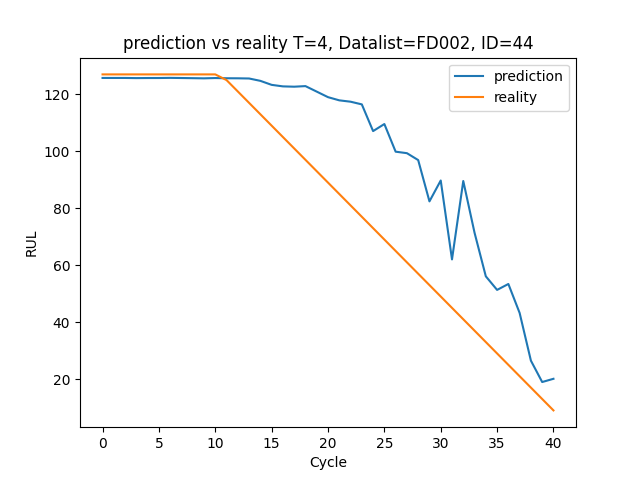 prediction vs reality T=4, Datalist=FD002, ID=44
prediction
reality
RUL
120
100
80
60
40
20
0 5 10 15 20 25 30 35 40
Cycle